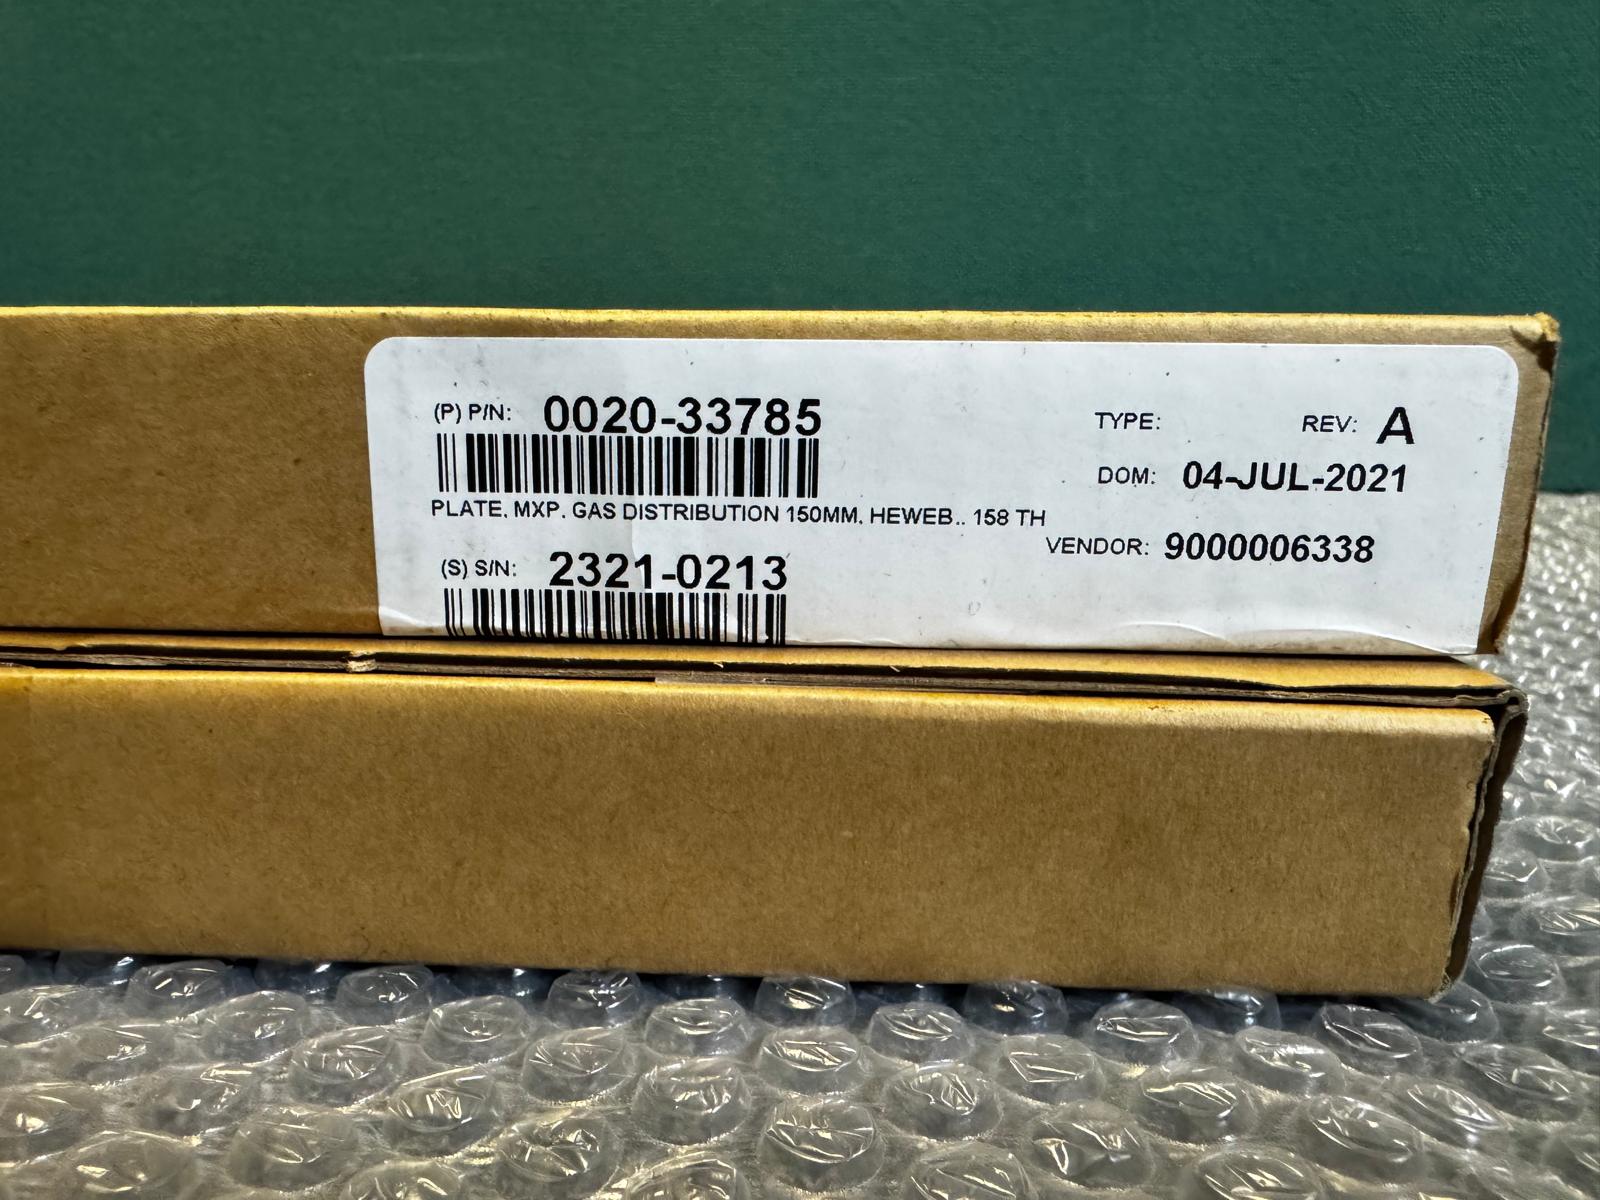 (P) P/N: 0020-33785
TYPE: REV: A
DOM: 04-JUL-2021
PLATE, MXP, GAS DISTRIBUTION 150MM, HEWEB.. 158 TH
VENDOR: 9000006338
(S) S/N: 2321-0213